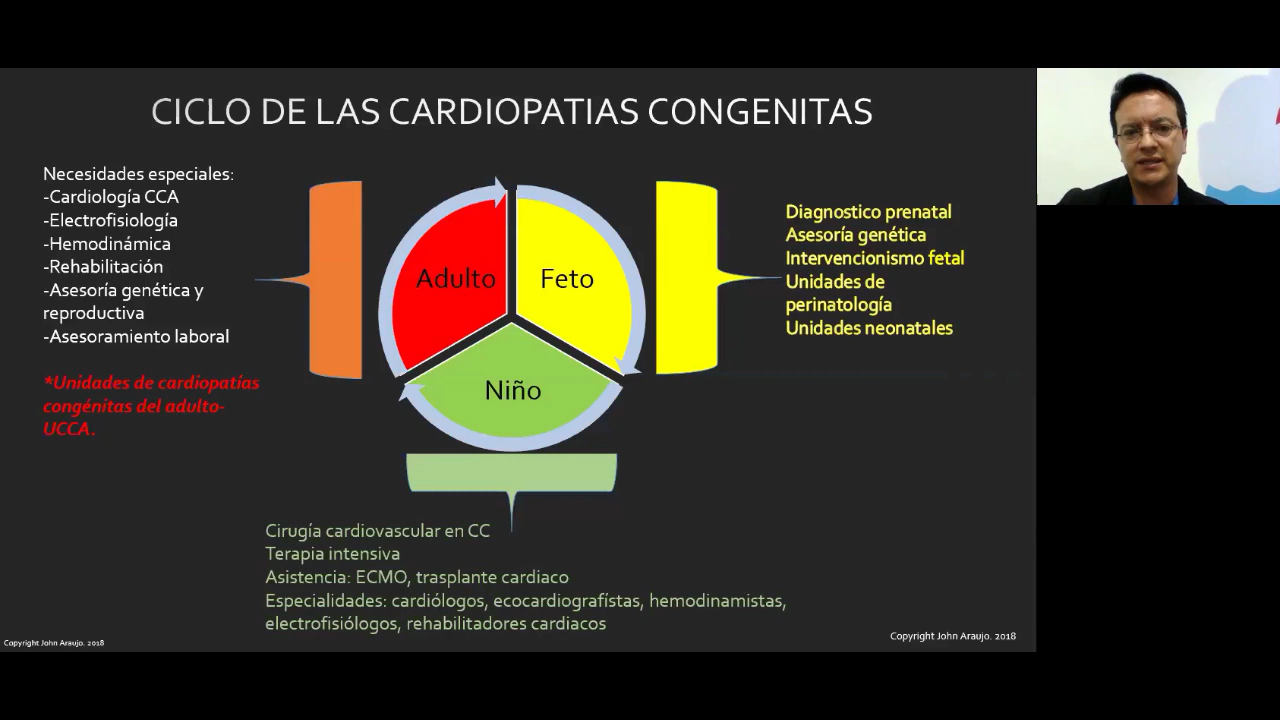 CICLO DE LAS CARDIOPATIAS CONGENITAS
Necesidades especiales:
-Cardiología CCA
-Electrofisiología
-Hemodinámica
-Rehabilitación
-Asesoría genética y
reproductiva
-Asesoramiento laboral
*Unidades de cardiopatías
congénitas del adulto-
UCCA.
Adulto
Feto
Niño
Diagnostico prenatal
Asesoría genética
Intervencionismo fetal
Unidades de
perinatología
Unidades neonatales
Cirugía cardiovascular en CC
Terapia intensiva
Asistencia: ECMO, trasplante cardiaco
Especialidades: cardiólogos, ecocardiografístas, hemodinamistas,
electrofisiólogos, rehabilitadores cardiacos
Copyright John Araujo. 2018
Copyright John Araujo. 2018